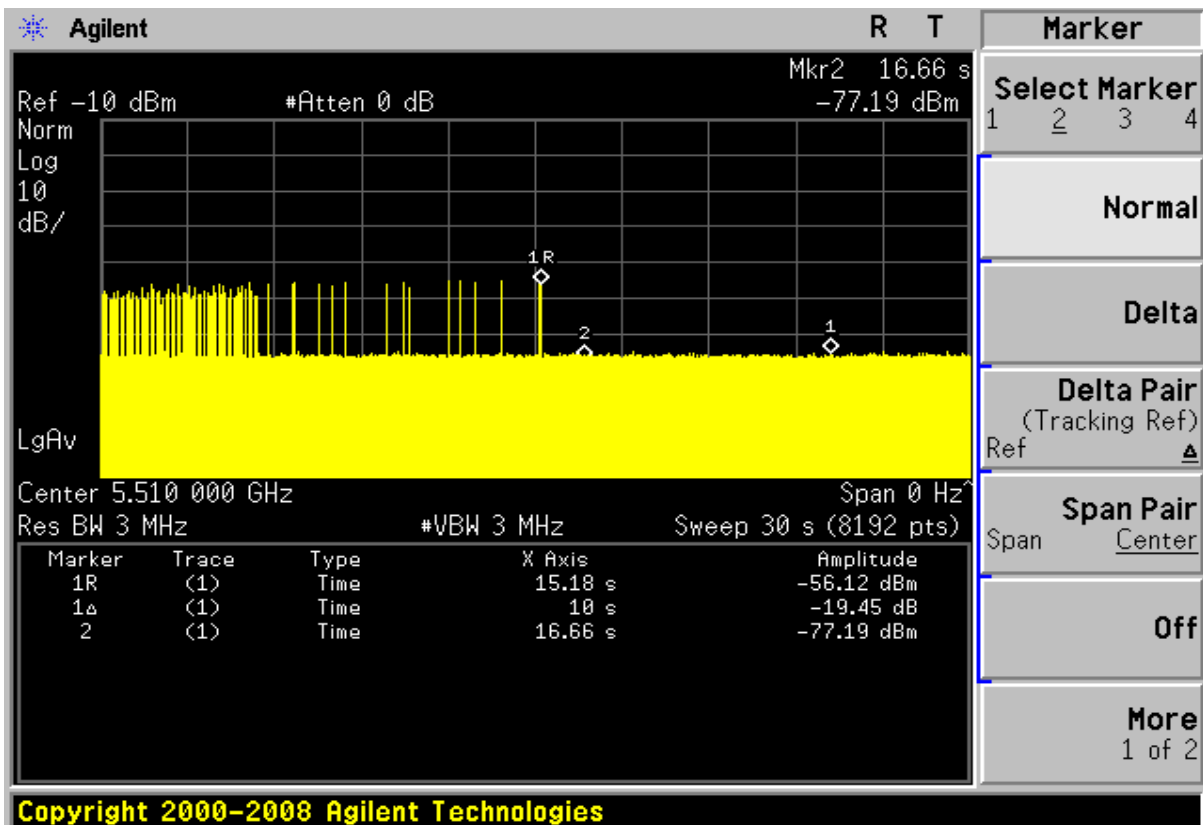 Agilent R T
Mkr2 16.66 s
Ref -10 dBm #Atten 0 dB -77.19 dBm
Norm
Log
10
dB/
1R
2
1
LgAv
Center 5.510 000 GHz Span 0 Hz^
Res BW 3 MHz #VBW 3 MHz Sweep 30 s (8192 pts)
Marker Trace Type X Axis Amplitude
1R (1) Time 15.18 s -56.12 dBm
1Δ (1) Time 10 s -19.45 dB
2 (1) Time 16.66 s -77.19 dBm
Marker
Select Marker
1 2 3 4
Normal
Delta
Delta Pair
(Tracking Ref)
Ref Δ
Span Pair
Span Center
Off
More
1 of 2
Copyright 2000-2008 Agilent Technologies